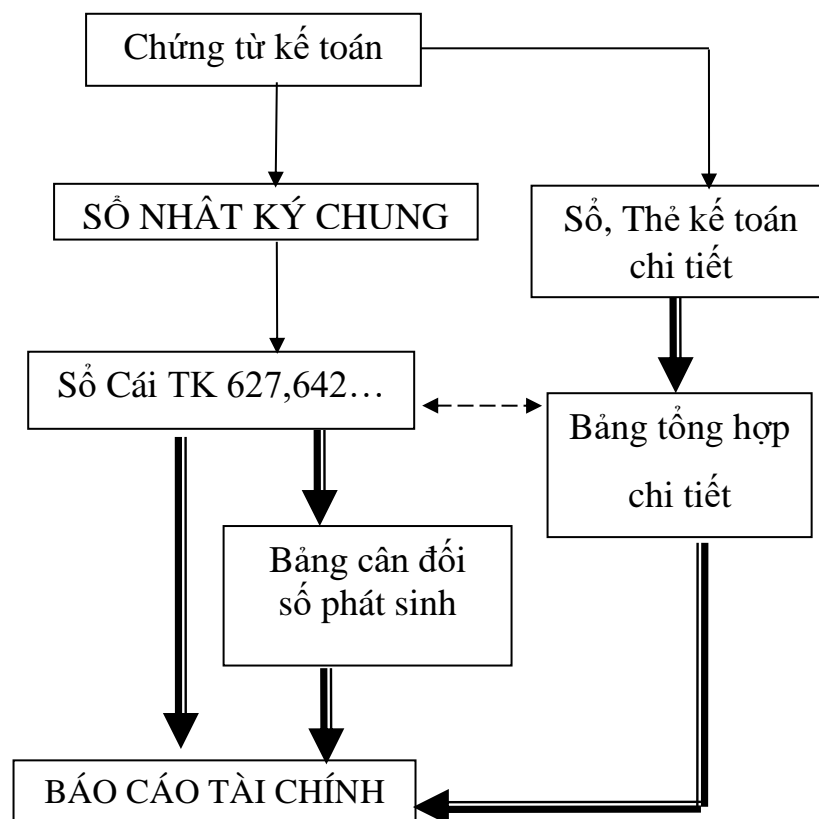 Chứng từ kế toán
SỔ NHÂT KÝ CHUNG
Sổ, Thẻ kế toán
chi tiết
Sổ Cái TK 627,642…
Bảng tổng hợp
chi tiết
Bảng cân đối
số phát sinh
BÁO CÁO TÀI CHÍNH